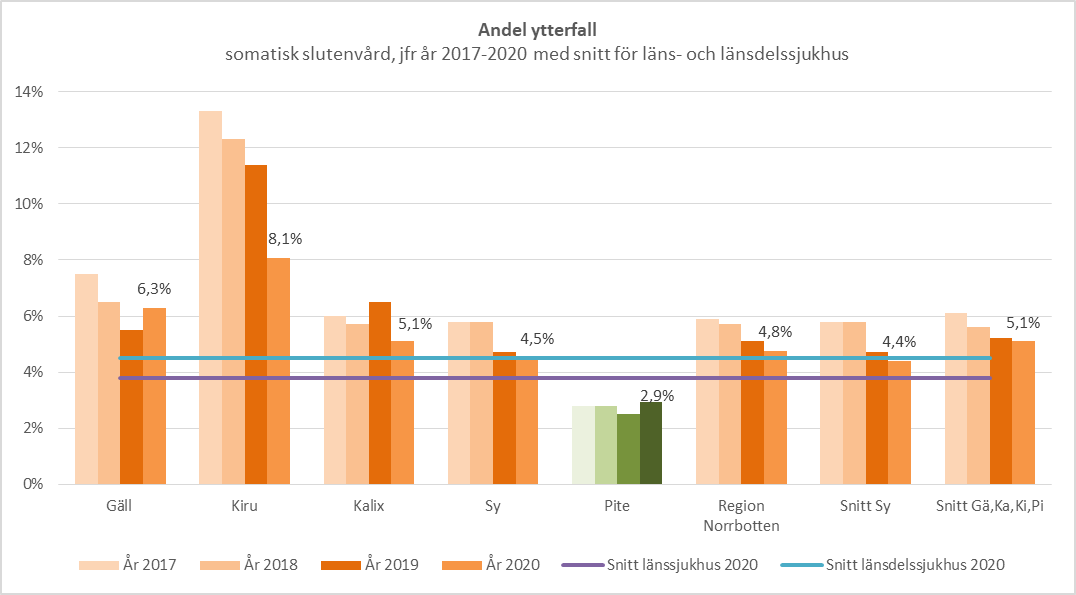 Andel ytterfall
somatisk slutenvård, jfr år 2017-2020 med snitt för läns- och länsdelssjukhus
14%
12%
10%
8%
6%
4%
2%
0%
6,3%
8,1%
5,1%
4,5%
2,9%
4,8%
4,4%
5,1%
Gäll
Kiru
Kalix
Sy
Pite
Region
Norrbotten
Snitt Sy
Snitt Gä,Ka,Ki,Pi
År 2017
År 2018
År 2019
År 2020
Snitt länssjukhus 2020
Snitt länsdelssjukhus 2020